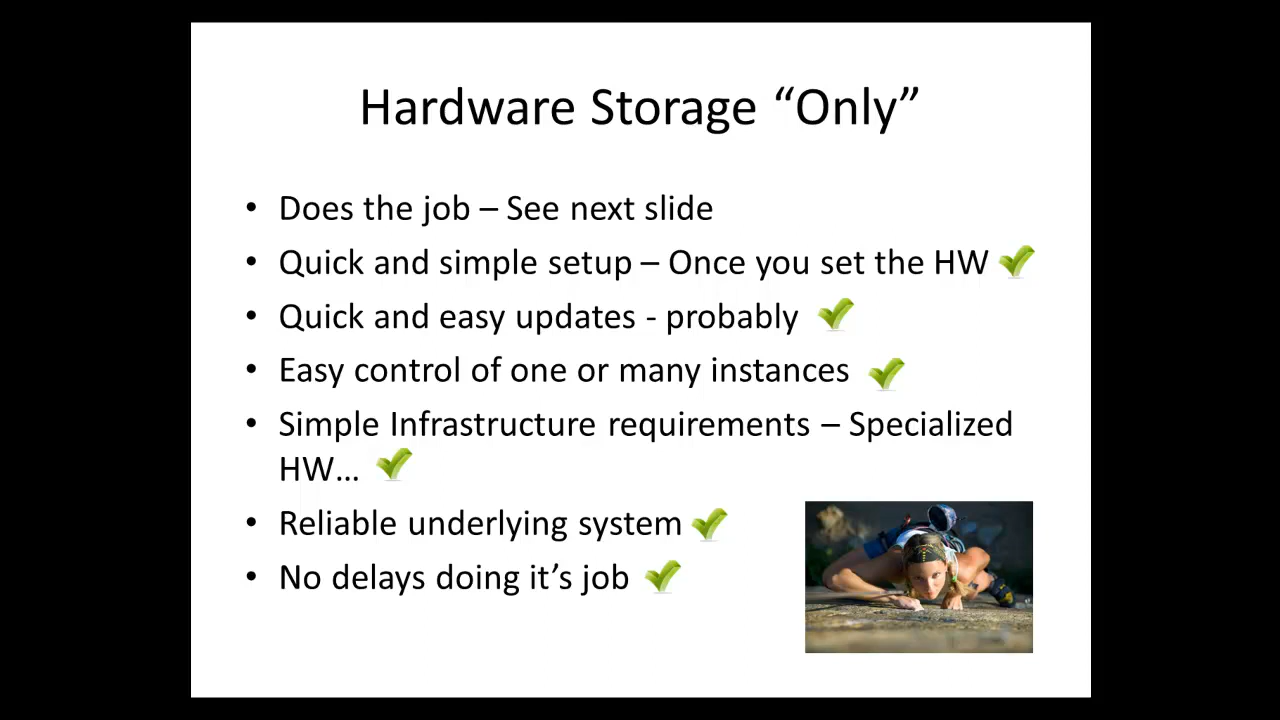 Hardware Storage “Only”
• Does the job – See next slide
• Quick and simple setup – Once you set the HW
• Quick and easy updates - probably
• Easy control of one or many instances
• Simple Infrastructure requirements – Specialized
HW…
• Reliable underlying system
• No delays doing it’s job